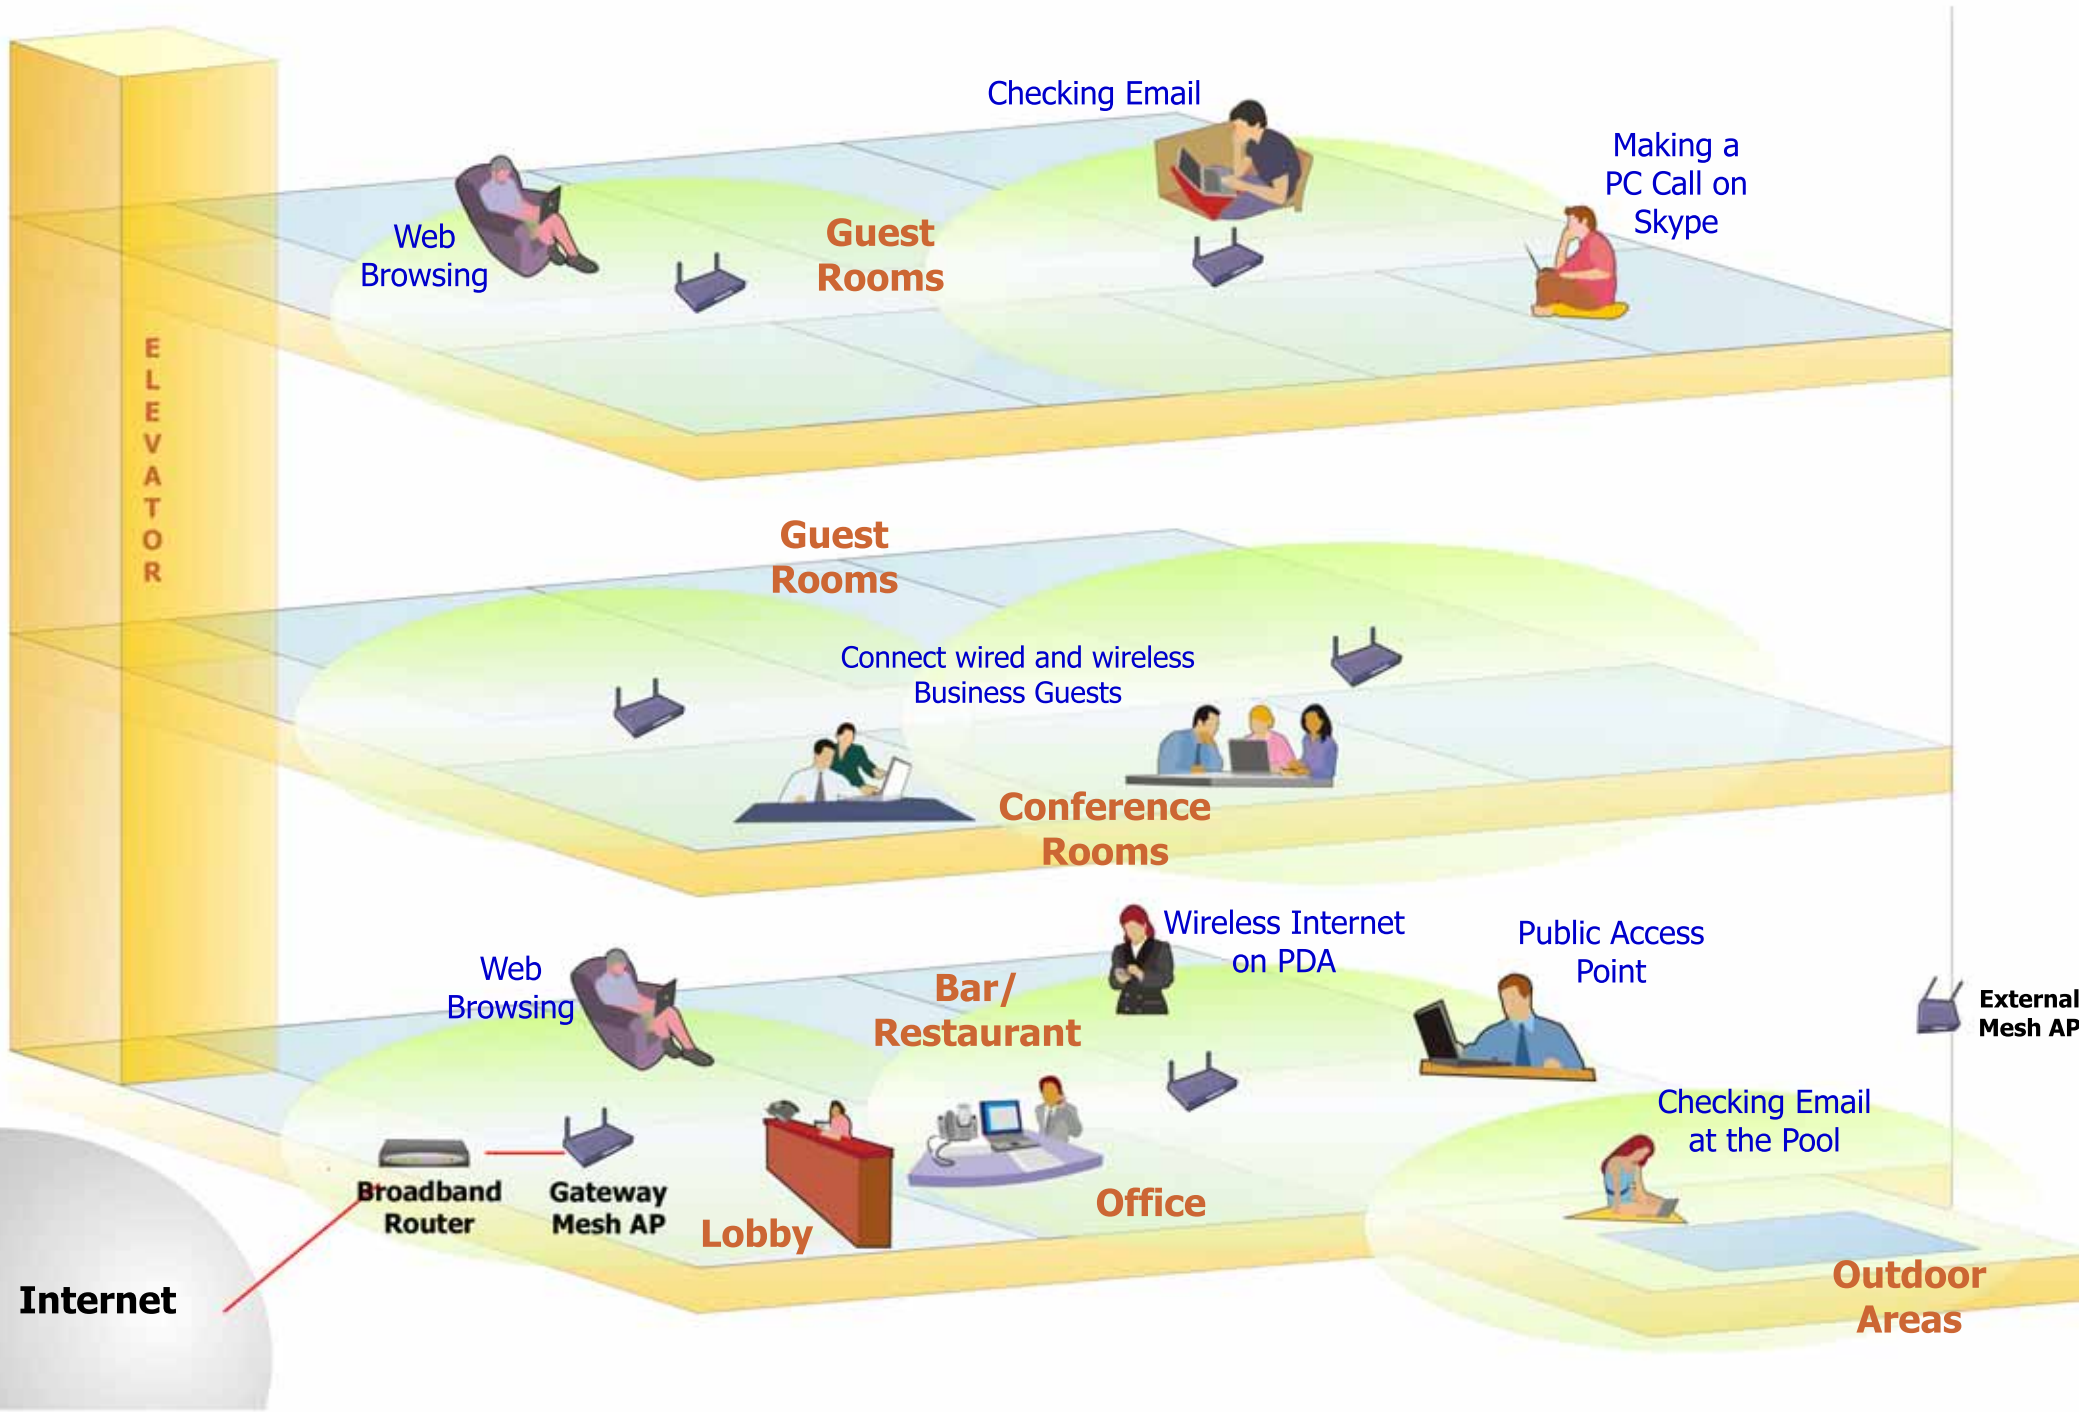 Checking Email
Making a
PC Call on
Skype
Web
Browsing
Guest
Rooms
E
L
E
V
A
T
O
R
Guest
Rooms
Connect wired and wireless
Business Guests
Conference
Rooms
Wireless Internet
on PDA
Public Access
Point
Web
Browsing
Bar/
Restaurant
External
Mesh AP
Checking Email
at the Pool
Broadband
Router
Gateway
Mesh AP
Lobby
Office
Internet
Outdoor
Areas